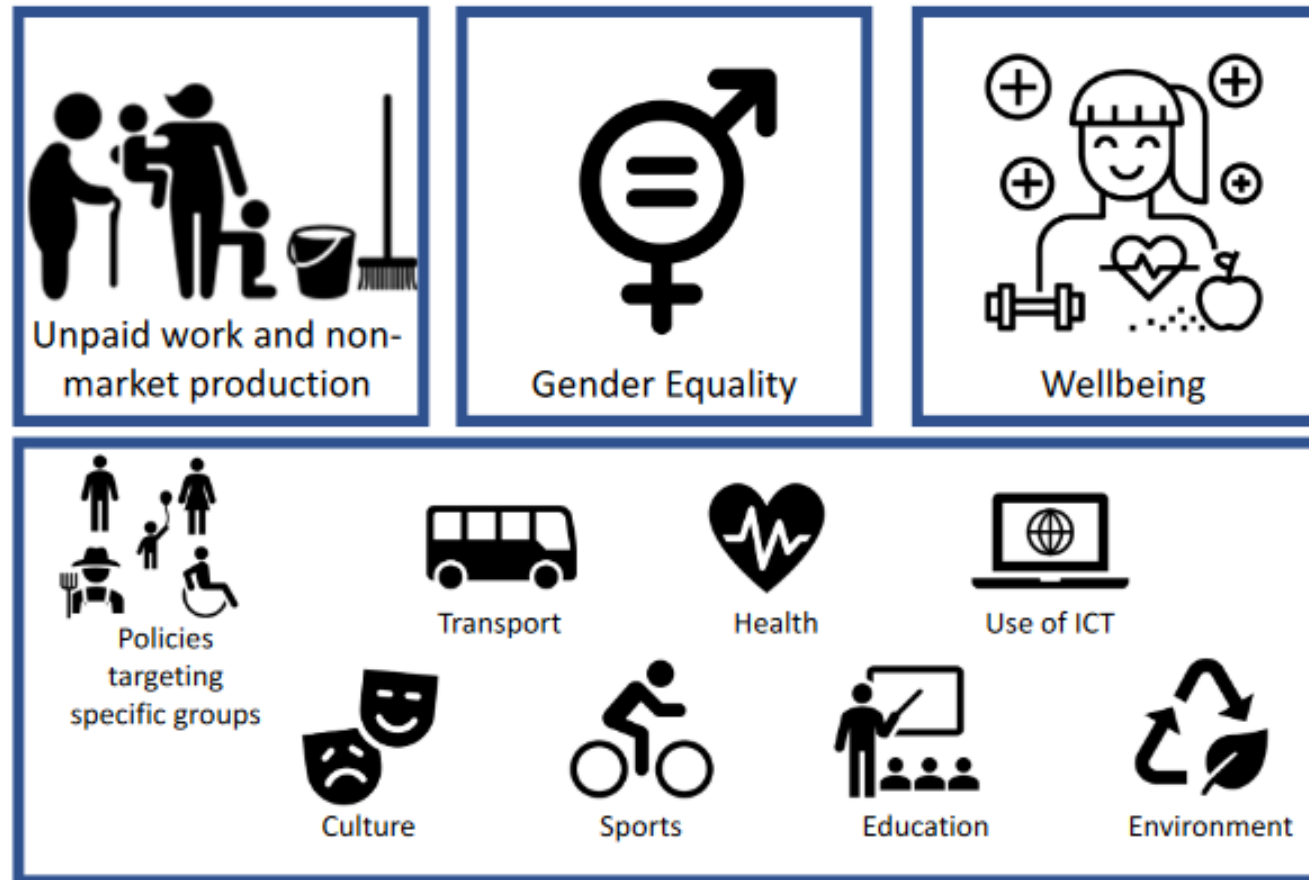 Unpaid work and non-
market production
Gender Equality
Wellbeing
Policies
targeting
specific groups
Transport
Health
Use of ICT
Culture
Sports
Education
Environment